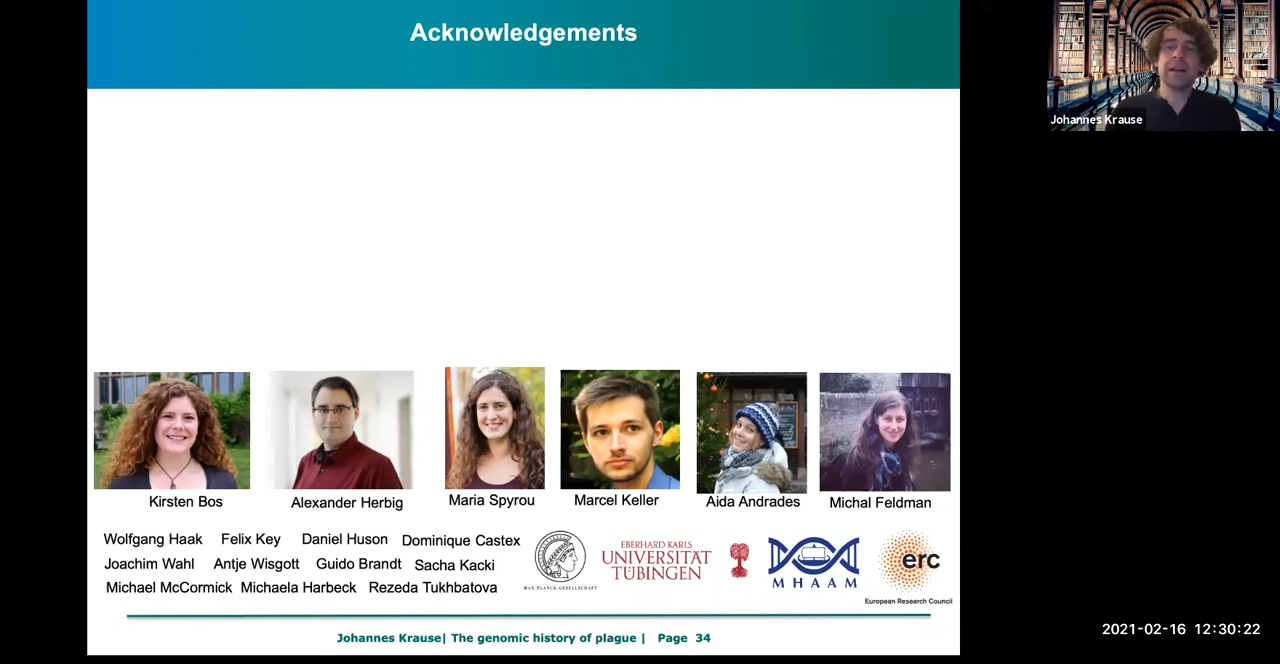 Acknowledgements
Johannes Krause
Kirsten Bos
Alexander Herbig
Maria Spyrou
Marcel Keller
Aida Andrades
Michal Feldman
Wolfgang Haak Felix Key Daniel Huson Dominique Castex
Joachim Wahl Antje Wisgott Guido Brandt Sacha Kacki
Michael McCormick Michaela Harbeck Rezeda Tukhbatova
MAX-PLANCK-GESELLSCHAFT
EBERHARD KARLS
UNIVERSITÄT
TÜBINGEN
MHAAM
erc
European Research Council
Johannes Krause| The genomic history of plague | Page 34
2021-02-16 12:30:22